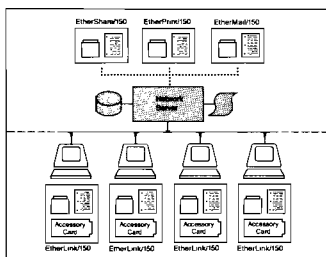 EtherShare/150 EtherPrint/150 EtherMail/150
Network
Server
Accessory Card Accessory Card Accessory Card Accessory Card
EtherLink/150 EtherLink/150 EtherLink/150 EtherLink/150